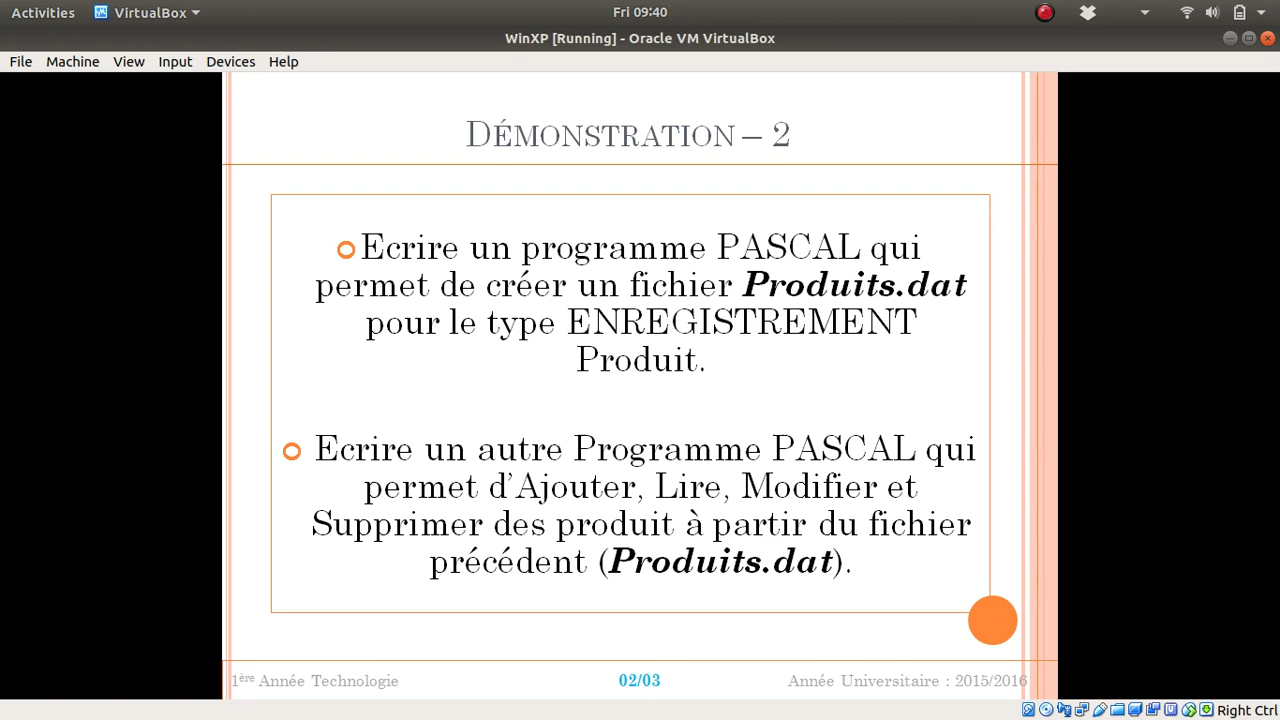 Activities VirtualBox Fri 09:40
WinXP [Running] - Oracle VM VirtualBox
File Machine View Input Devices Help
DÉMONSTRATION – 2
Ecrire un programme PASCAL qui
permet de créer un fichier Produits.dat
pour le type ENREGISTREMENT
Produit.
Ecrire un autre Programme PASCAL qui
permet d'Ajouter, Lire, Modifier et
Supprimer des produit à partir du fichier
précédent (Produits.dat).
1ère Année Technologie 02/03 Année Universitaire : 2015/2016
Right Ctrl